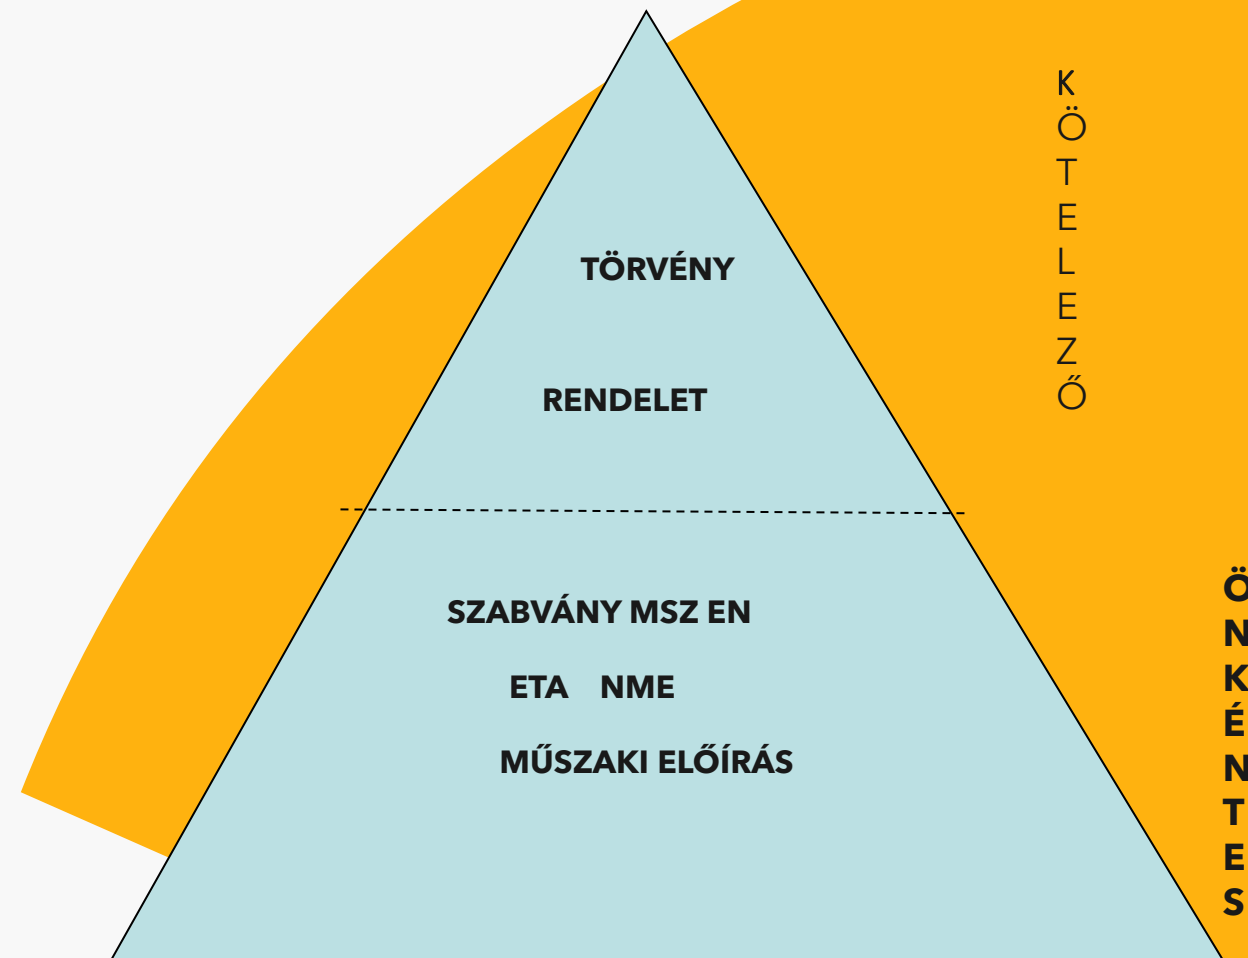 TÖRVÉNY
RENDELET
SZABVÁNY MSZ EN
ETA NME
MŰSZAKI ELŐÍRÁS
KÖTELEZŐ
ÖNKÉNTES